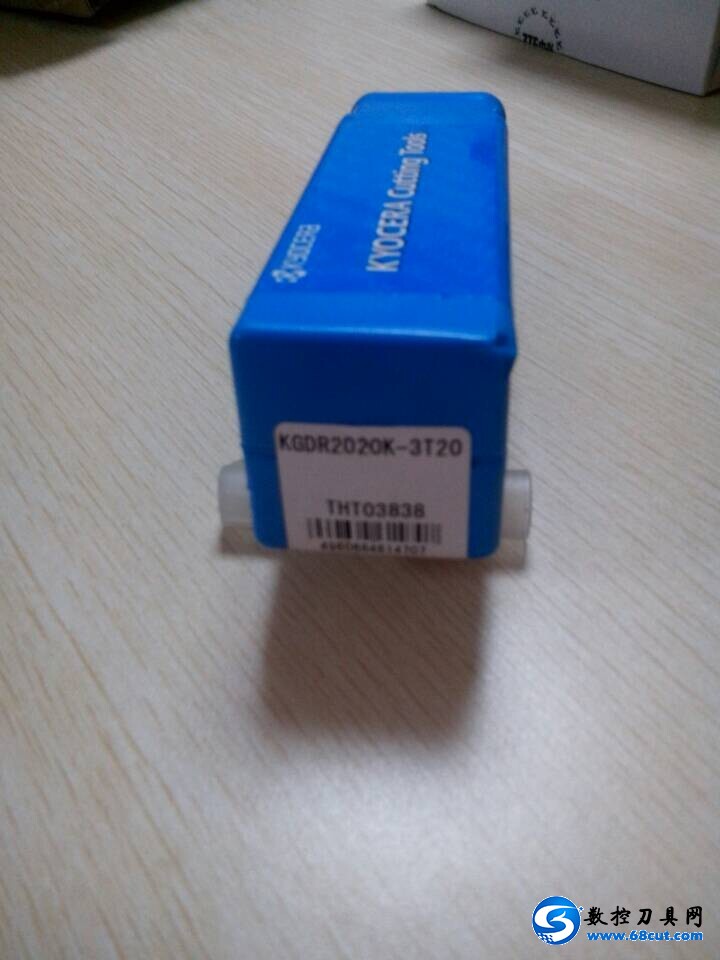 KYOCERA
KYOCERA Cutting Tools
KGDR2020K-3T20
THT03838
数控刀具网
www.68cut.com